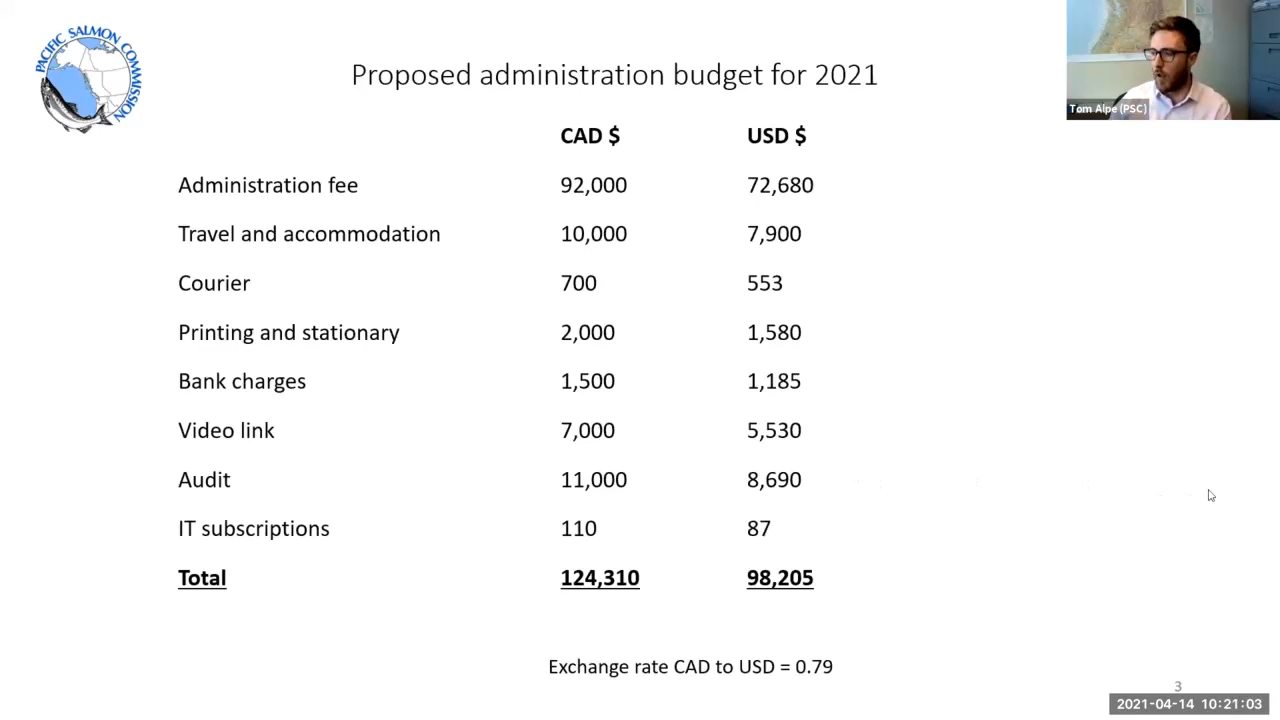 PACIFIC SALMON COMMISSION
Proposed administration budget for 2021
Tom Alpe (PSC)
CAD $ USD $
Administration fee 92,000 72,680
Travel and accommodation 10,000 7,900
Courier 700 553
Printing and stationary 2,000 1,580
Bank charges 1,500 1,185
Video link 7,000 5,530
Audit 11,000 8,690
IT subscriptions 110 87
Total 124,310 98,205
Exchange rate CAD to USD = 0.79
3
2021-04-14 10:21:03